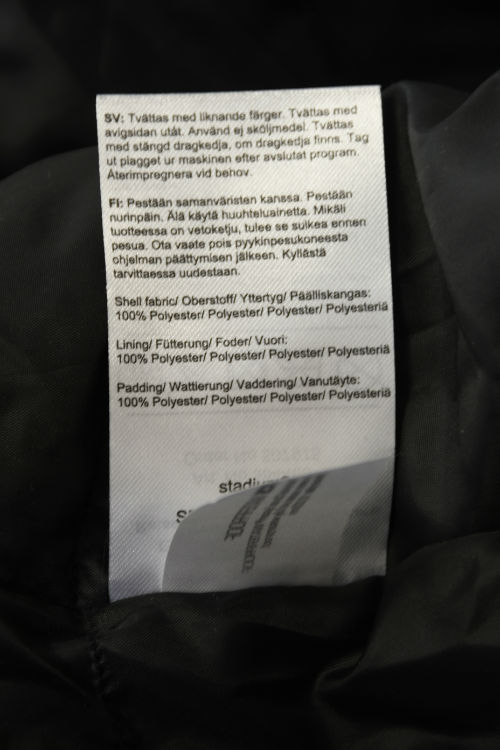 SV: Tvättas med liknande färger. Tvättas med
avigsidan utåt. Använd ej sköljmedel. Tvättas
med stängd dragkedja, om dragkedja finns. Tag
ut plagget ur maskinen efter avslutat program.
Återimpregnera vid behov.
FI: Pestään samanväristen kanssa. Pestään
nurinpäin. Älä käytä huuhteluainetta. Mikäli
tuotteessa on vetoketju, tulee se sulkea ennen
pesua. Ota vaate pois pyykinpesukoneesta
ohjelman päättymisen jälkeen. Kyllästä
tarvittaessa uudestaan.
Shell fabric/ Oberstoff/ Yttertyg/ Päälliskangas:
100% Polyester/ Polyester/ Polyester/ Polyesteriä
Lining/ Fütterung/ Foder/ Vuori:
100% Polyester/ Polyester/ Polyester/ Polyesteriä
Padding/ Wattierung/ Vaddering/ Vanutäyte:
100% Polyester/ Polyester/ Polyester/ Polyesteriä